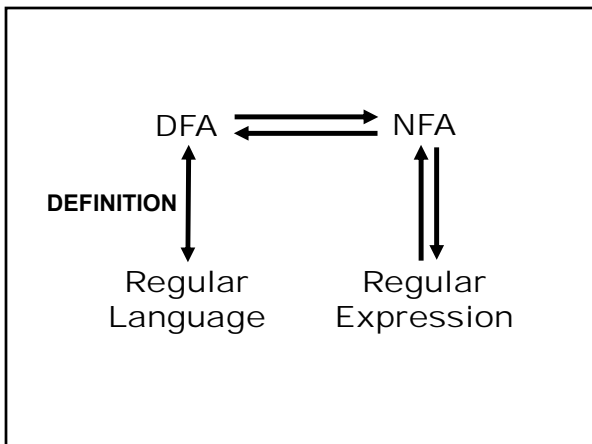 DFA NFA
DEFINITION
Regular Regular
Language Expression